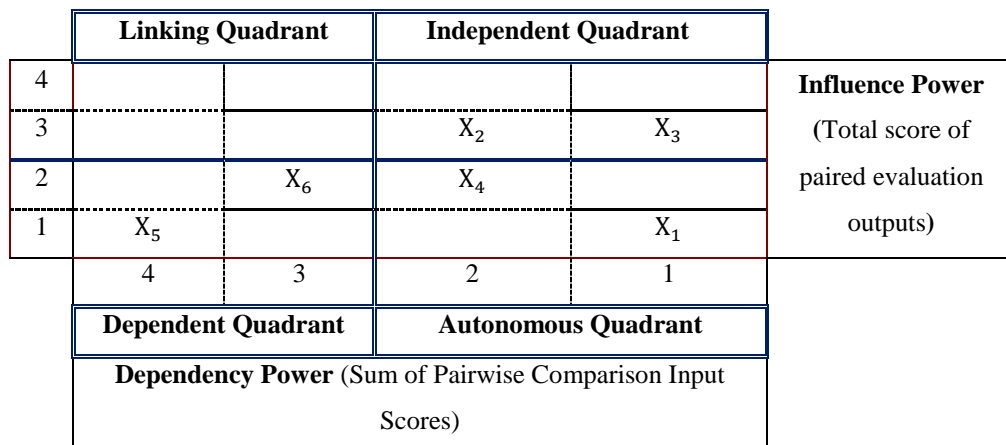 Linking Quadrant Independent Quadrant
4 Influence Power
3 X₂ X₃ (Total score of
2 X₆ X₄ paired evaluation
1 X₅ X₁ outputs)
4 3 2 1
Dependent Quadrant Autonomous Quadrant
Dependency Power (Sum of Pairwise Comparison Input
Scores)